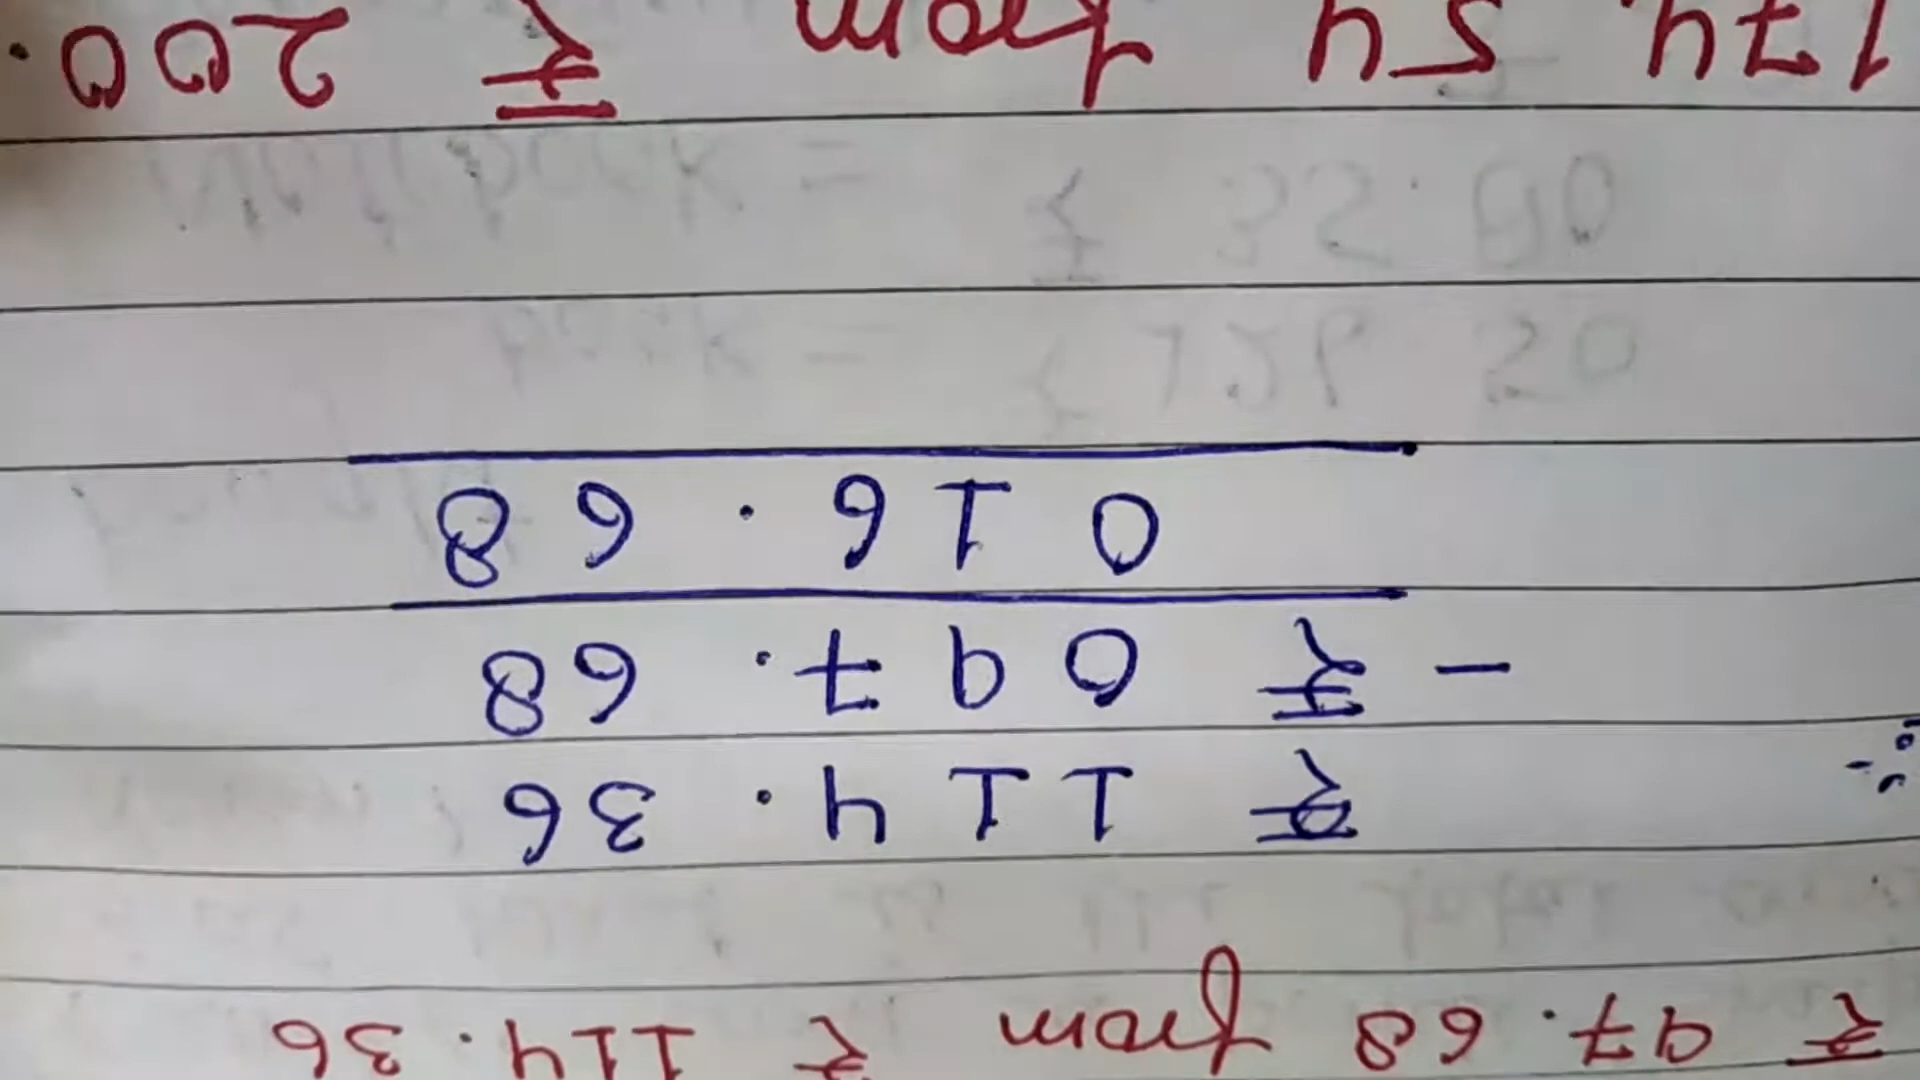 ₹ 97.68 from ₹ 114.36
₹ 114.36
- ₹ 097.68
016.68
174.54 from ₹ 200.